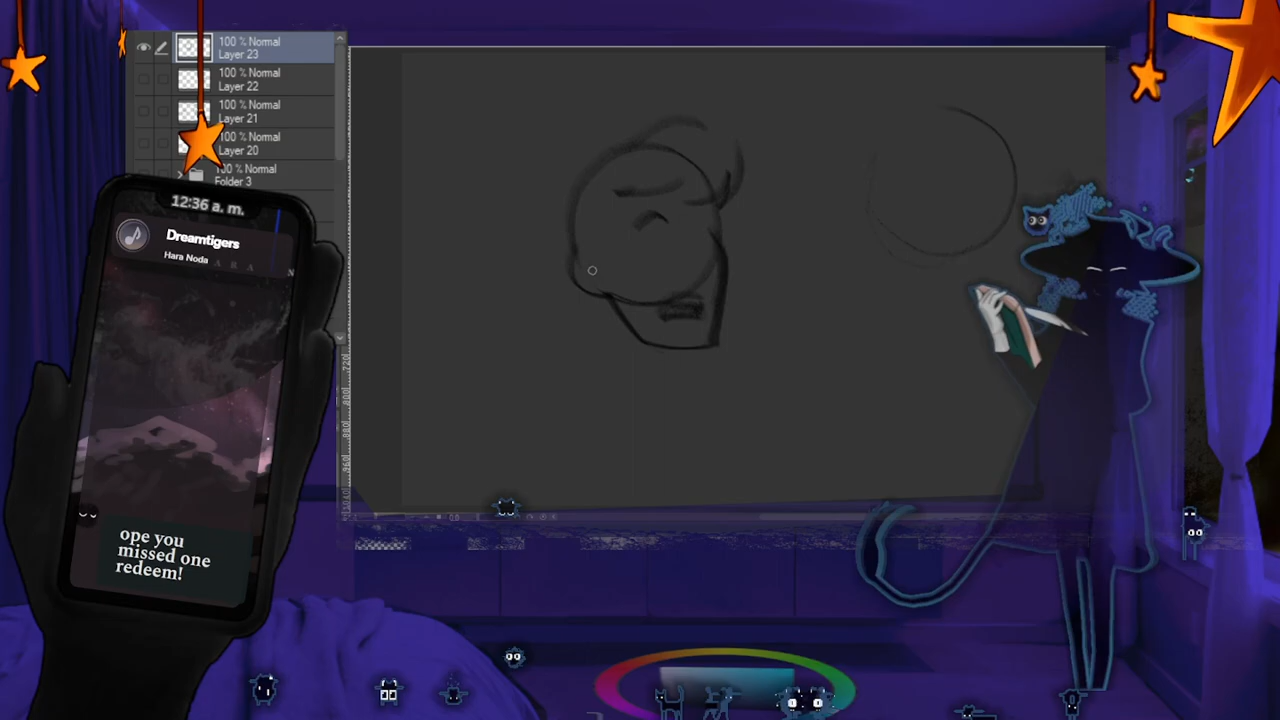 100 % Normal
Layer 23
100 % Normal
Layer 22
100 % Normal
Layer 21
100 % Normal
Layer 20
100 % Normal
Folder 3
12:36 a. m.
Dreamtigers
Hara Noda
ope you
missed one
redeem!